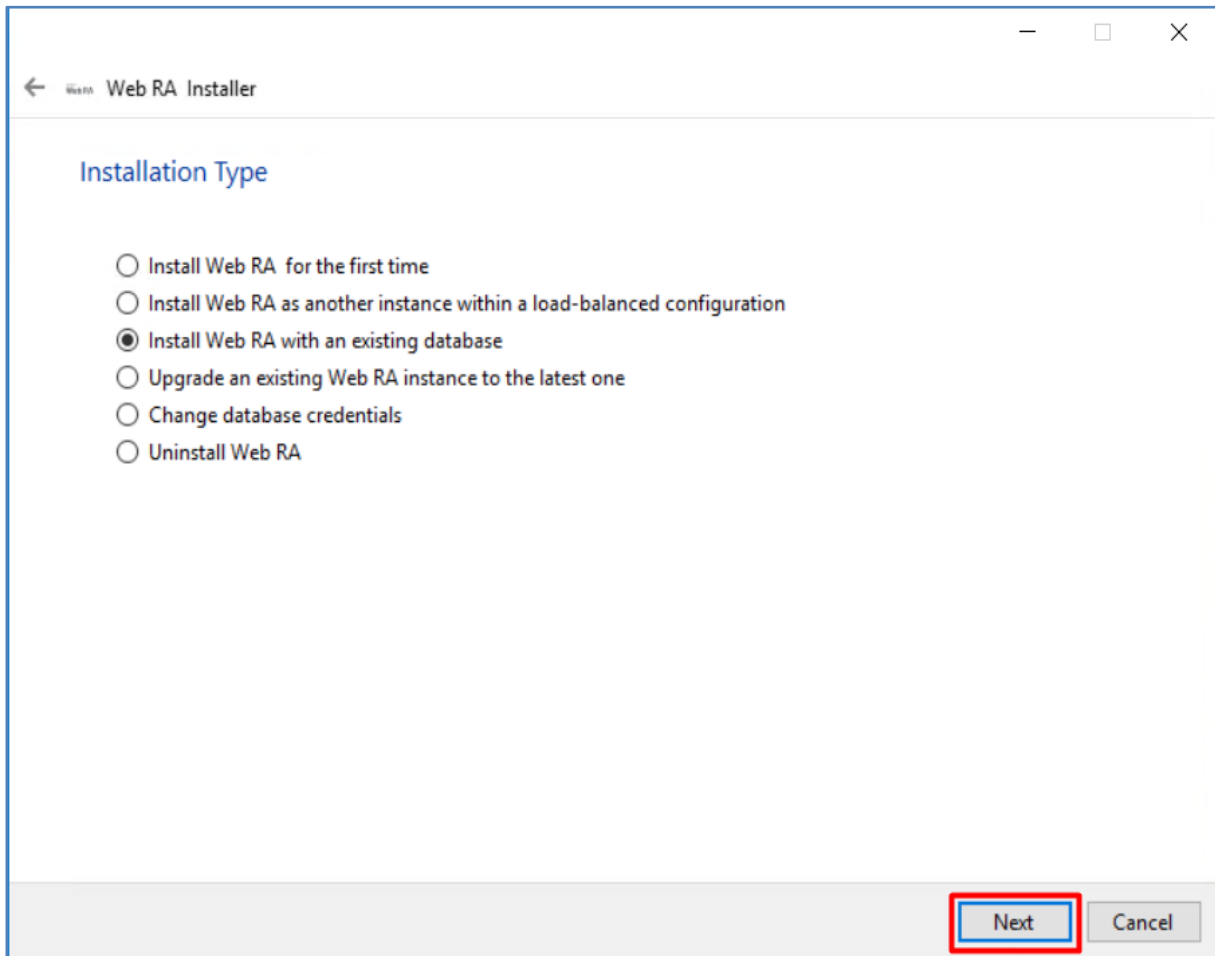 Web RA Installer
Installation Type
Install Web RA for the first time
Install Web RA as another instance within a load-balanced configuration
Install Web RA with an existing database
Upgrade an existing Web RA instance to the latest one
Change database credentials
Uninstall Web RA
Next Cancel